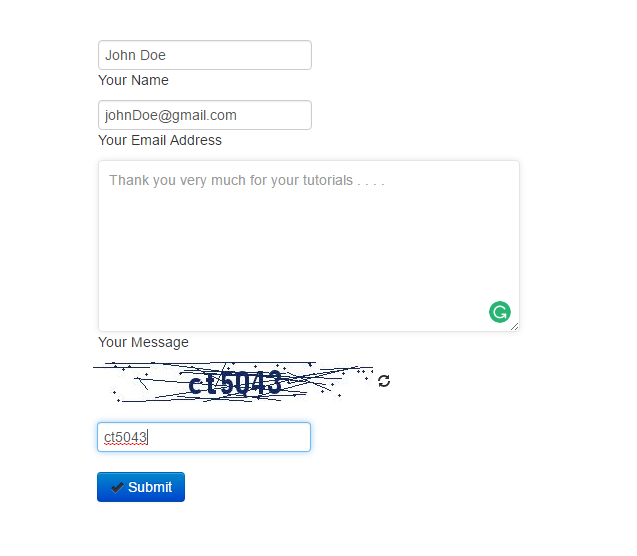 John Doe
Your Name
johnDoe@gmail.com
Your Email Address
Thank you very much for your tutorials . . . .
Your Message
ct5043
ct5043
Submit